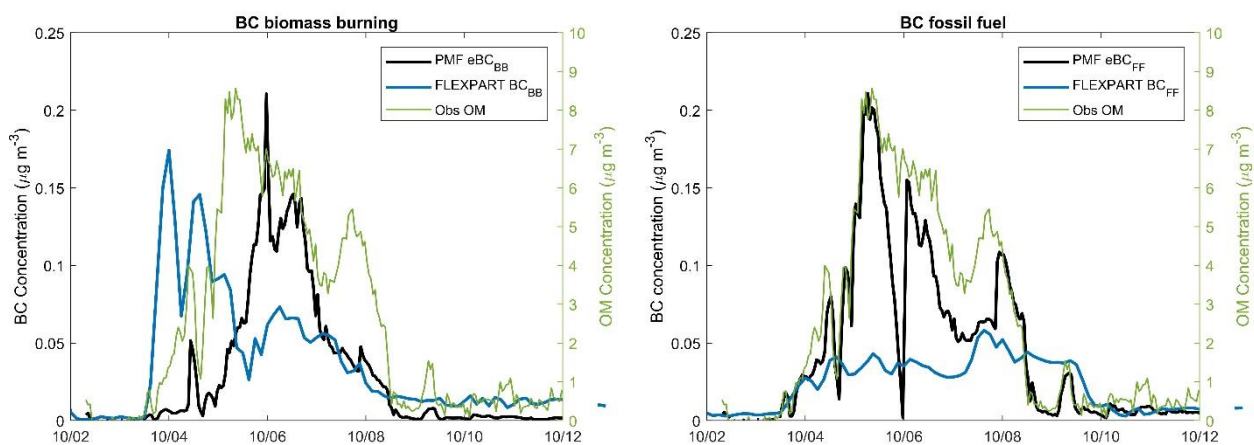 BC biomass burning
0.25
0.2
0.15
0.1
0.05
0
BC Concentration (μg m-3)
PMF eBCBB
FLEXPART BCBB
Obs OM
10
9
8
7
6
5
4
3
2
1
0
OM Concentration (μg m-3)
10/02 10/04 10/06 10/08 10/10 10/12
BC fossil fuel
0.25
0.2
0.15
0.1
0.05
0
BC concentration (μg m-3)
PMF eBCFF
FLEXPART BCFF
Obs OM
10
9
8
7
6
5
4
3
2
1
0
OM Concentration (μg m-3)
10/02 10/04 10/06 10/08 10/10 10/12